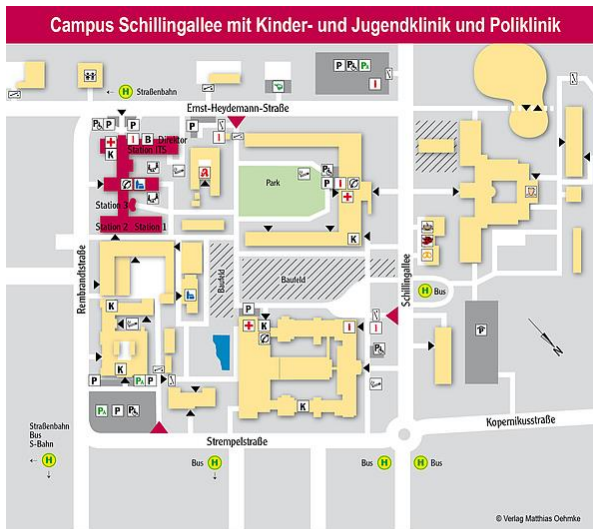 Campus Schillingallee mit Kinder- und Jugendklinik und Poliklinik
P P P
I
H Straßenbahn
Ernst-Heydemann-Straße
P P P I
I B Direktor
K Station ITS
Park
P
P I
Station 3
Station 2 Station 1
K
Rembrandtstraße
Baufeld
Baufeld
Schillingallee
H Bus
K
P
K
I I
P
P
K
P P P
K
P P P
Straßenbahn
Bus
S-Bahn
H
Strempelstraße
Kopernikusstraße
Bus H
Bus H
H Bus
© Verlag Matthias Oehmke